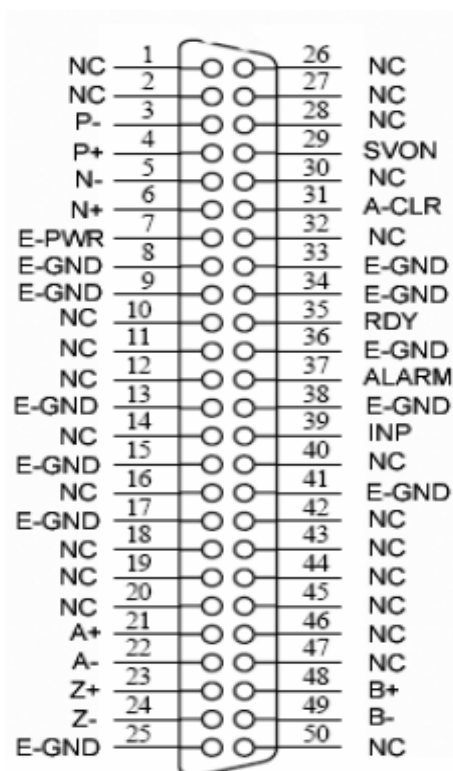 NC 1 26 NC
NC 2 27 NC
P- 3 28 NC
P+ 4 29 SVON
N- 5 30 NC
N+ 6 31 A-CLR
E-PWR 7 32 NC
E-GND 8 33 E-GND
E-GND 9 34 E-GND
NC 10 35 RDY
NC 11 36 E-GND
NC 12 37 ALARM
E-GND 13 38 E-GND
NC 14 39 INP
E-GND 15 40 NC
NC 16 41 E-GND
E-GND 17 42 NC
NC 18 43 NC
NC 19 44 NC
NC 20 45 NC
A+ 21 46 NC
A- 22 47 NC
Z+ 23 48 B+
Z- 24 49 B-
E-GND 25 50 NC